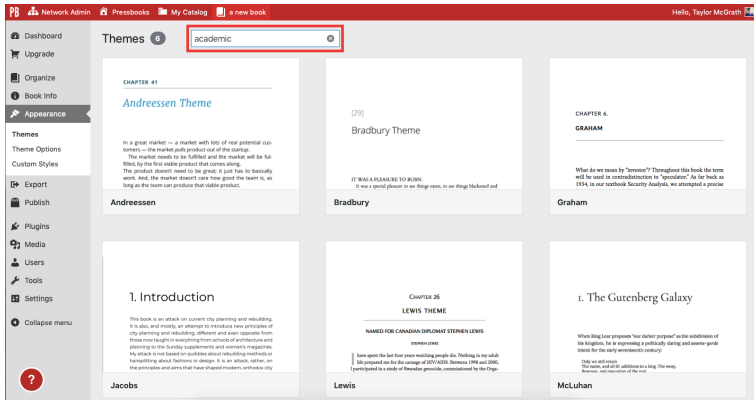 PB Network Admin Pressbooks My Catalog a new book Hello, Taylor McGrath
Dashboard
Upgrade
Organize
Book Info
Appearance
Themes
Theme Options
Custom Styles
Export
Publish
Plugins
Media
Users
Tools
Settings
Collapse menu
?
Themes 6 academic
CHAPTER 41
Andreessen Theme
In a great market — a market with lots of real potential cus-
tomers — the market pulls product out of the startup.
The market needs to be fulfilled and the market will be ful-
filled, by the first viable product that comes along.
The product doesn't need to be great; it just has to basically
work. And, the market doesn't care how good the team is, as
long as the team can produce that viable product.
Andreessen
[29]
Bradbury Theme
IT WAS A PLEASURE TO BURN.
It was a special pleasure to see things eaten, to see things blackened and
Bradbury
CHAPTER 6.
GRAHAM
What do we mean by "investor"? Throughout this book the term
will be used in contradistinction to "speculator." As far back as
1934, in our textbook Security Analysis, we attempted a precise
Graham
1. Introduction
This book is an attack on current city planning and rebuilding.
It is also, and mostly, an attempt to introduce new principles of
city planning and rebuilding, different and even opposite from
those now taught in everything from schools of architecture and
planning to the Sunday supplements and women's magazines.
My attack is not based on quibbles about rebuilding methods or
hairsplitting about fashions in design. It is an attack, rather, on
the principles and aims that have shaped modern, orthodox city
Jacobs
CHAPTER 26
LEWIS THEME
NAMED FOR CANADIAN DIPLOMAT STEPHEN LEWIS
STEPHEN LEWIS
I have spent the last four years watching people die. Nothing in my adult
life prepared me for the carnage of HIV/AIDS. Between 1998 and 2000,
I participated in a study of Rwandan genocide, commissioned by the Orga-
Lewis
1. The Gutenberg Galaxy
When King Lear proposes "our darker purpose" as the subdivision of
his kingdom, he is expressing a politically daring and avante-garde
intent for the early seventeenth century:
Only we still retain
The name, and all th' additions to a king. The sway,
Revenue, and execution of the rest,
McLuhan